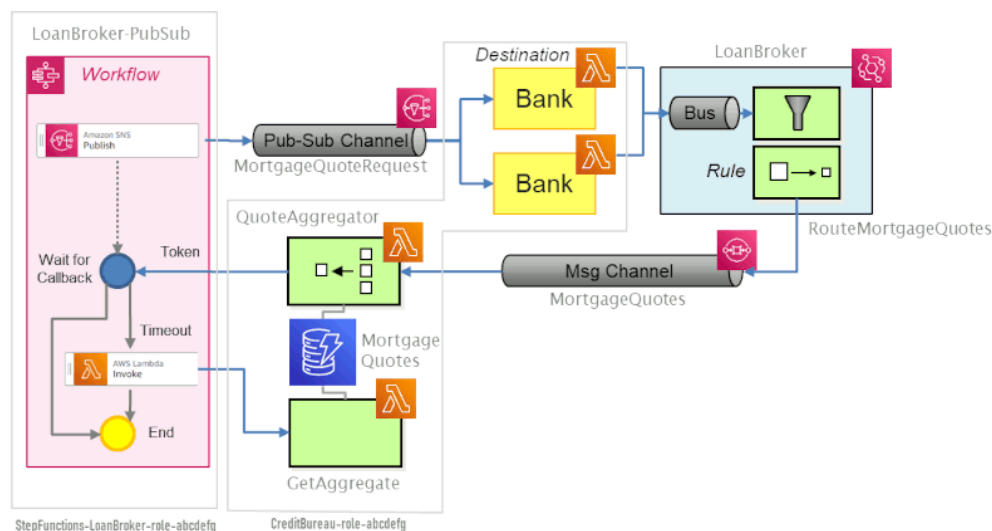 LoanBroker-PubSub
Workflow
Amazon SNS
Publish
Wait for
Callback
Token
Timeout
AWS Lambda
Invoke
End
StepFunctions-LoanBroker-role-abcdefg
Pub-Sub Channel
MortgageQuoteRequest
Destination
Bank
Bank
LoanBroker
Bus
Rule
RouteMortgageQuotes
Msg Channel
MortgageQuotes
QuoteAggregator
Mortgage
Quotes
GetAggregate
CreditBureau-role-abcdefg